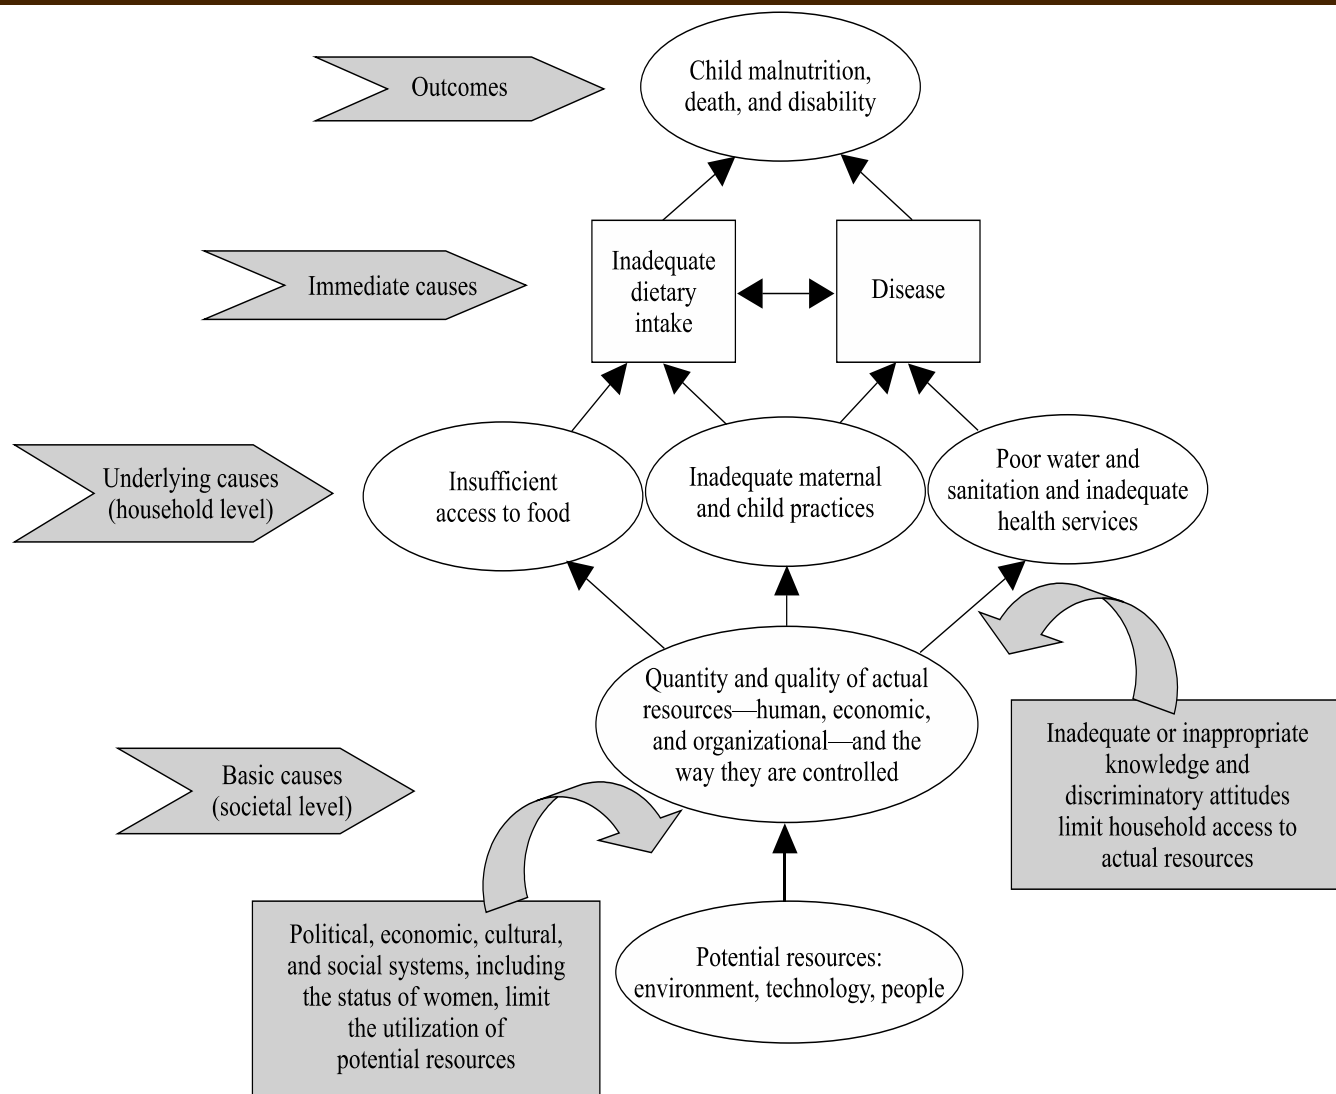 Outcomes
Child malnutrition,
death, and disability
Immediate causes
Inadequate
dietary
intake
Disease
Underlying causes
(household level)
Insufficient
access to food
Inadequate maternal
and child practices
Poor water and
sanitation and inadequate
health services
Basic causes
(societal level)
Quantity and quality of actual
resources—human, economic,
and organizational—and the
way they are controlled
Inadequate or inappropriate
knowledge and
discriminatory attitudes
limit household access to
actual resources
Political, economic, cultural,
and social systems, including
the status of women, limit
the utilization of
potential resources
Potential resources:
environment, technology, people